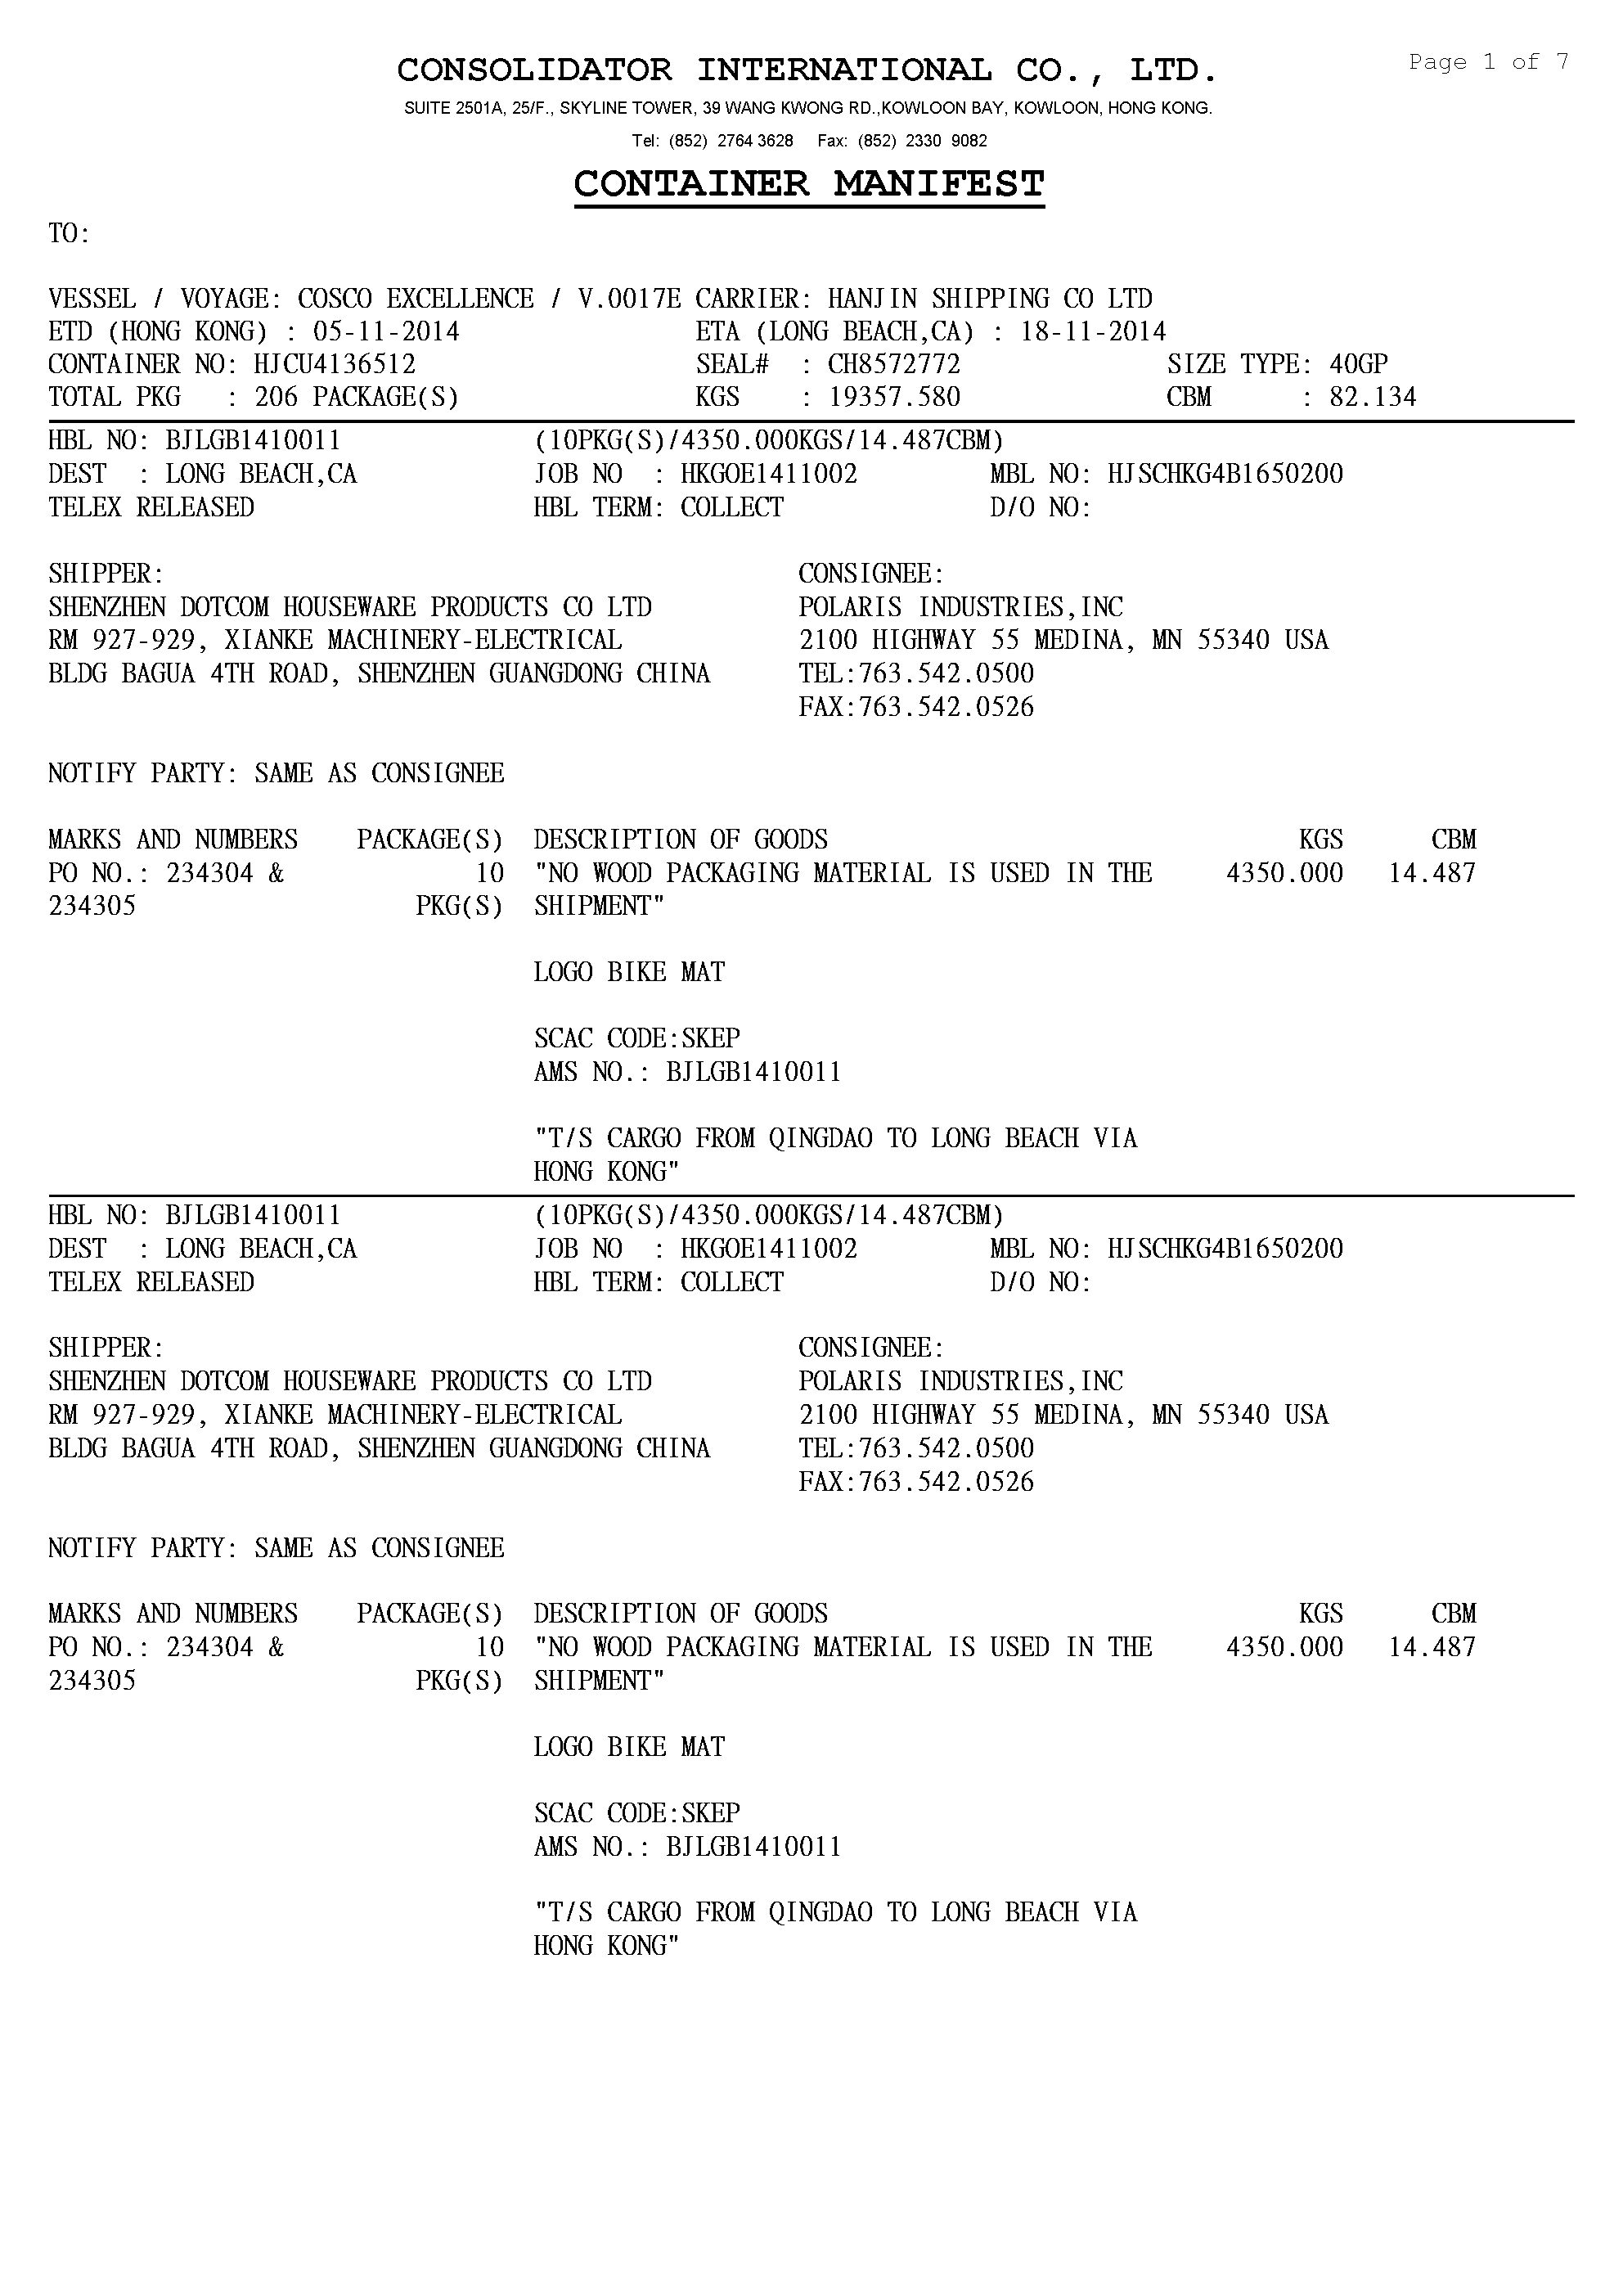 CONSOLIDATOR INTERNATIONAL CO., LTD.
Page 1 of 7
SUITE 2501A, 25/F., SKYLINE TOWER, 39 WANG KWONG RD.,KOWLOON BAY, KOWLOON, HONG KONG.
Tel: (852) 2764 3628 Fax: (852) 2330 9082
CONTAINER MANIFEST
TO:
VESSEL / VOYAGE: COSCO EXCELLENCE / V.0017E CARRIER: HANJIN SHIPPING CO LTD
ETD (HONG KONG) : 05-11-2014 ETA (LONG BEACH,CA) : 18-11-2014
CONTAINER NO: HJCU4136512 SEAL# : CH8572772 SIZE TYPE: 40GP
TOTAL PKG : 206 PACKAGE(S) KGS : 19357.580 CBM : 82.134
HBL NO: BJLGB1410011 (10PKG(S)/4350.000KGS/14.487CBM)
DEST : LONG BEACH,CA JOB NO : HKGOE1411002 MBL NO: HJSCHKG4B1650200
TELEX RELEASED HBL TERM: COLLECT D/O NO:
SHIPPER: CONSIGNEE:
SHENZHEN DOTCOM HOUSEWARE PRODUCTS CO LTD POLARIS INDUSTRIES,INC
RM 927-929, XIANKE MACHINERY-ELECTRICAL 2100 HIGHWAY 55 MEDINA, MN 55340 USA
BLDG BAGUA 4TH ROAD, SHENZHEN GUANGDONG CHINA TEL:763.542.0500
FAX:763.542.0526
NOTIFY PARTY: SAME AS CONSIGNEE
MARKS AND NUMBERS PACKAGE(S) DESCRIPTION OF GOODS KGS CBM
PO NO.: 234304 & 10 "NO WOOD PACKAGING MATERIAL IS USED IN THE 4350.000 14.487
234305 PKG(S) SHIPMENT"
LOGO BIKE MAT
SCAC CODE:SKEP
AMS NO.: BJLGB1410011
"T/S CARGO FROM QINGDAO TO LONG BEACH VIA
HONG KONG"
HBL NO: BJLGB1410011 (10PKG(S)/4350.000KGS/14.487CBM)
DEST : LONG BEACH,CA JOB NO : HKGOE1411002 MBL NO: HJSCHKG4B1650200
TELEX RELEASED HBL TERM: COLLECT D/O NO:
SHIPPER: CONSIGNEE:
SHENZHEN DOTCOM HOUSEWARE PRODUCTS CO LTD POLARIS INDUSTRIES,INC
RM 927-929, XIANKE MACHINERY-ELECTRICAL 2100 HIGHWAY 55 MEDINA, MN 55340 USA
BLDG BAGUA 4TH ROAD, SHENZHEN GUANGDONG CHINA TEL:763.542.0500
FAX:763.542.0526
NOTIFY PARTY: SAME AS CONSIGNEE
MARKS AND NUMBERS PACKAGE(S) DESCRIPTION OF GOODS KGS CBM
PO NO.: 234304 & 10 "NO WOOD PACKAGING MATERIAL IS USED IN THE 4350.000 14.487
234305 PKG(S) SHIPMENT"
LOGO BIKE MAT
SCAC CODE:SKEP
AMS NO.: BJLGB1410011
"T/S CARGO FROM QINGDAO TO LONG BEACH VIA
HONG KONG"